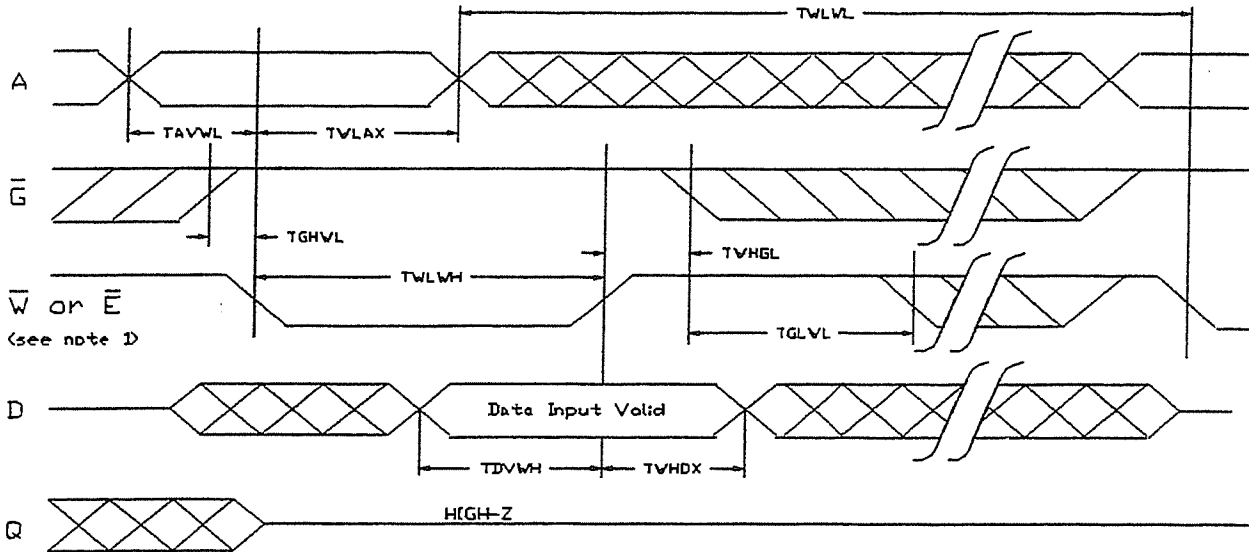 TWLWL
A
TAVWL
TWLAX
G̅
TGHWL
TWHGL
W̅ or E̅
TWLWH
(see note 1)
TGLWL
D
Data Input Valid
TDVWH
TWHDX
Q
HIGH-Z